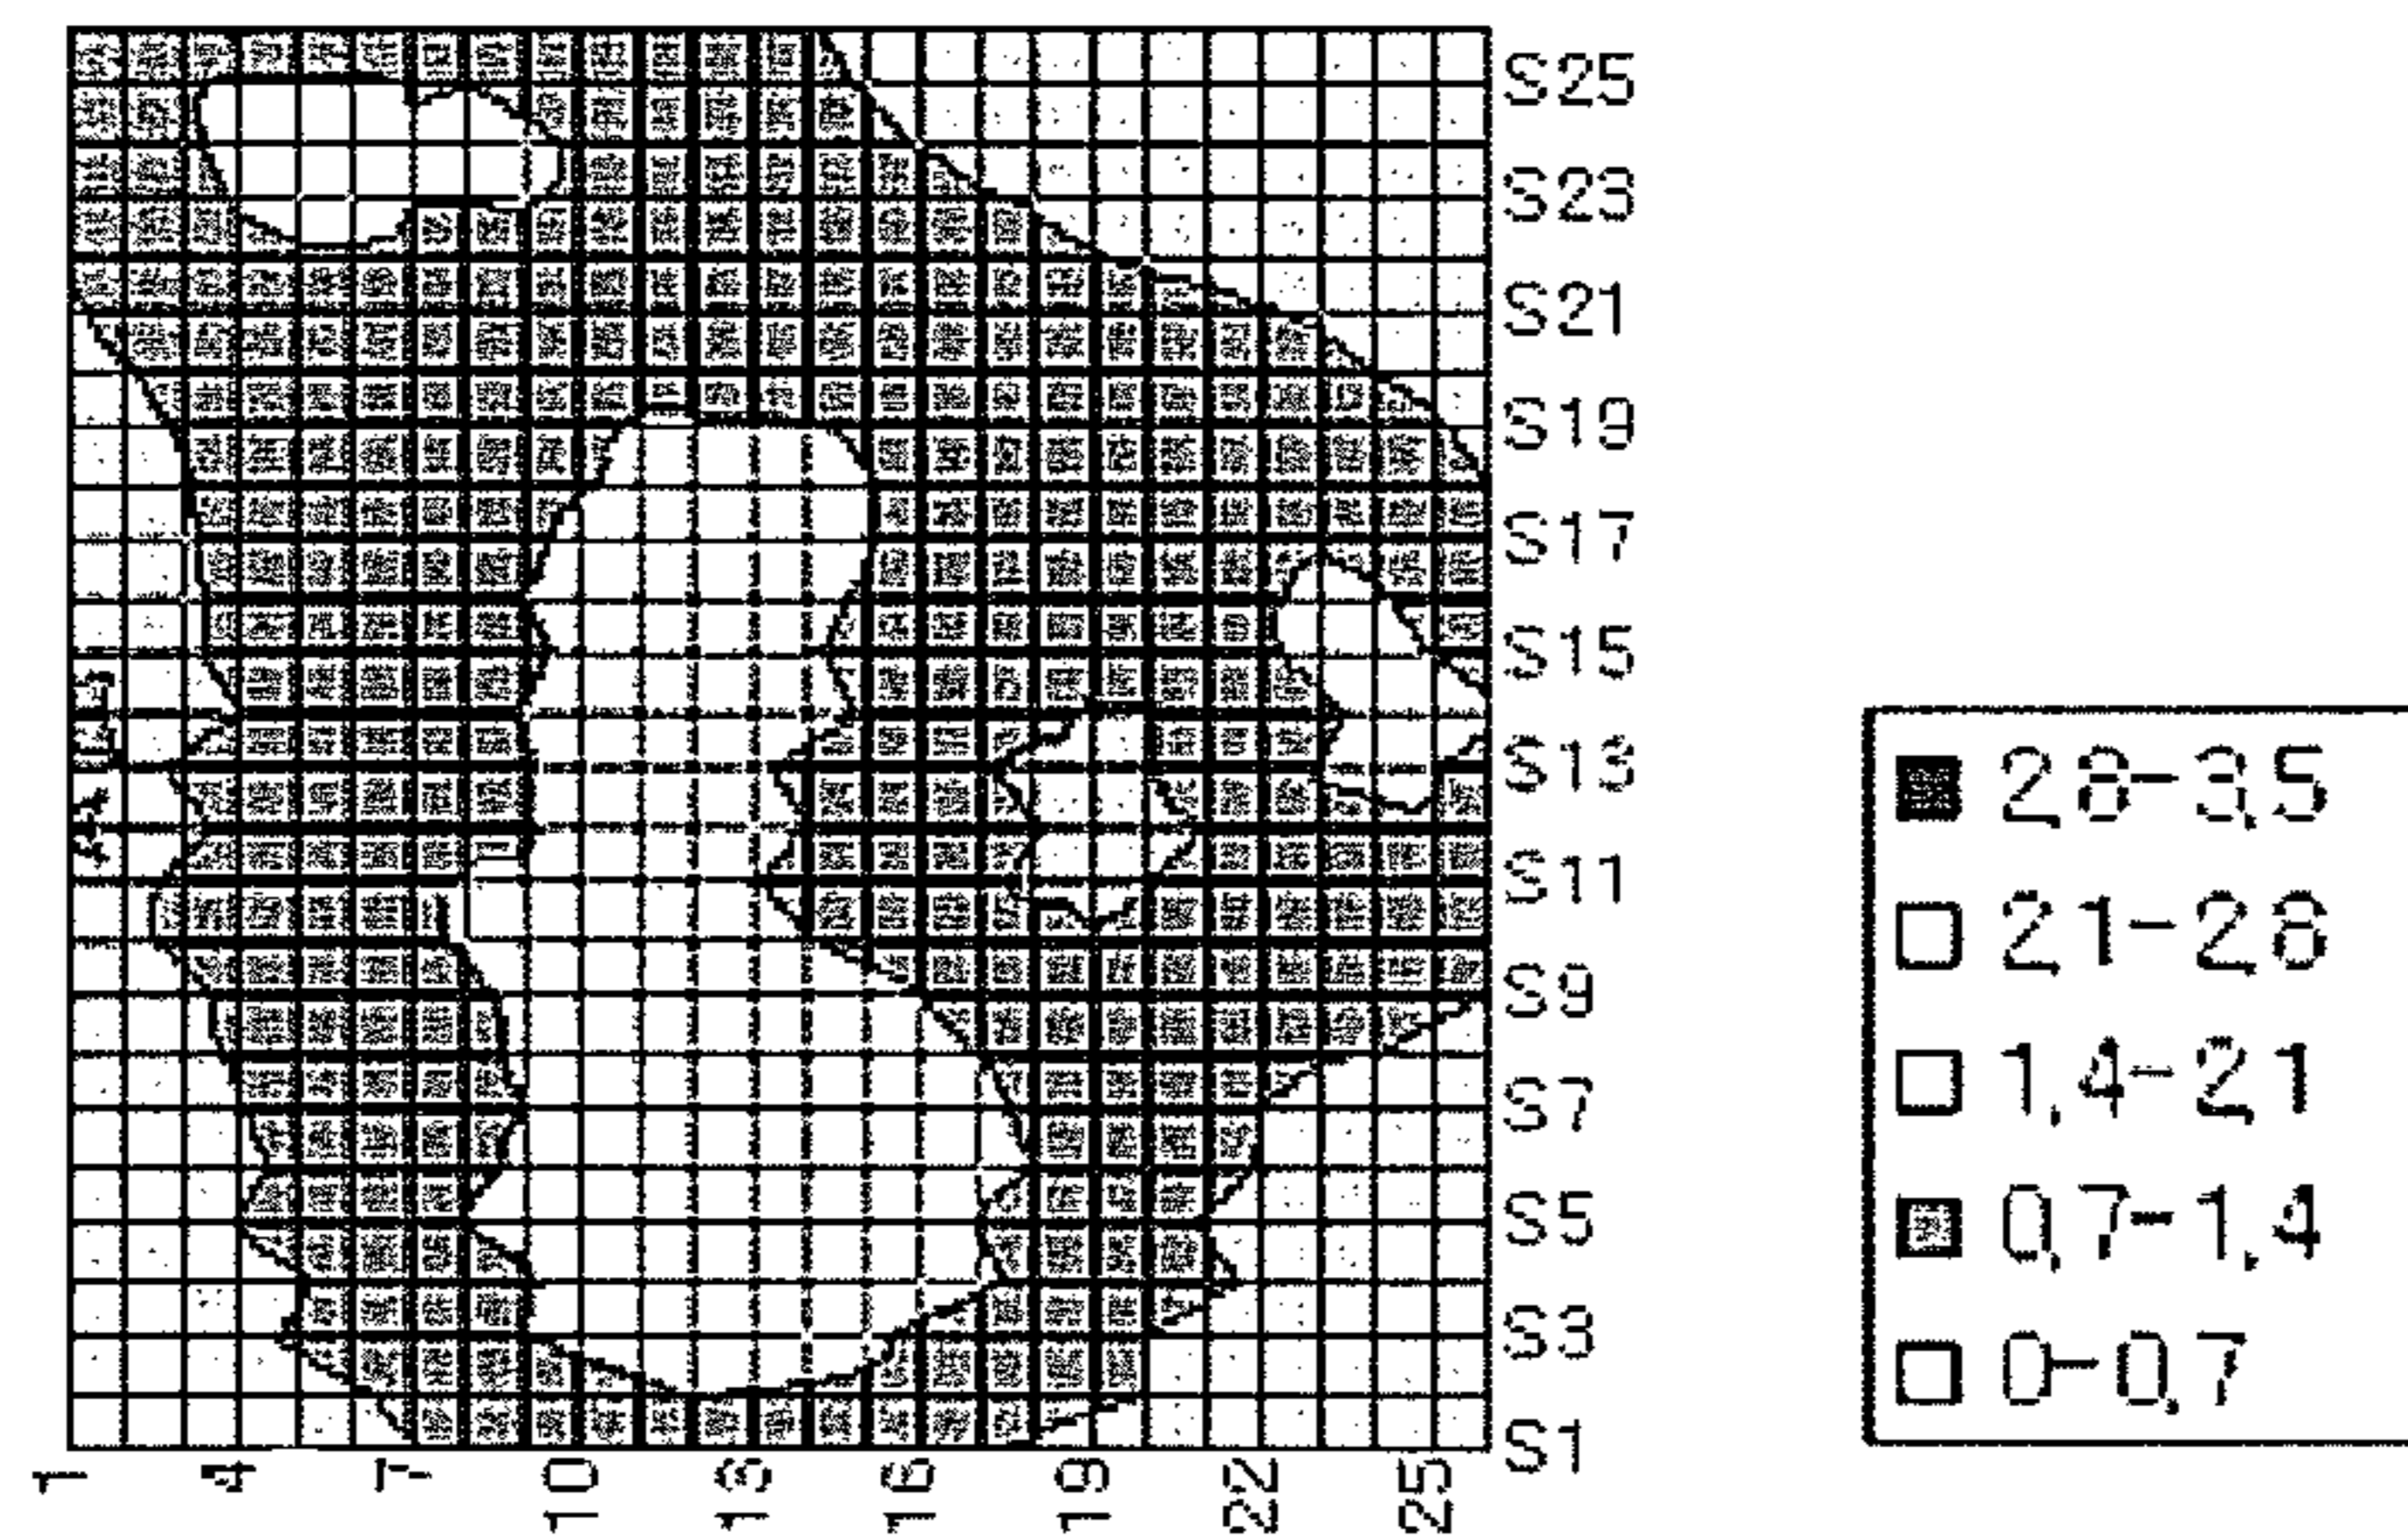 S25
S23
S21
S19
S17
S15
S13
S11
S9
S7
S5
S3
S1
1 4 7 10 13 16 19 22 25
2,8-3,5
2,1-2,8
1,4-2,1
0,7-1,4
0-0,7